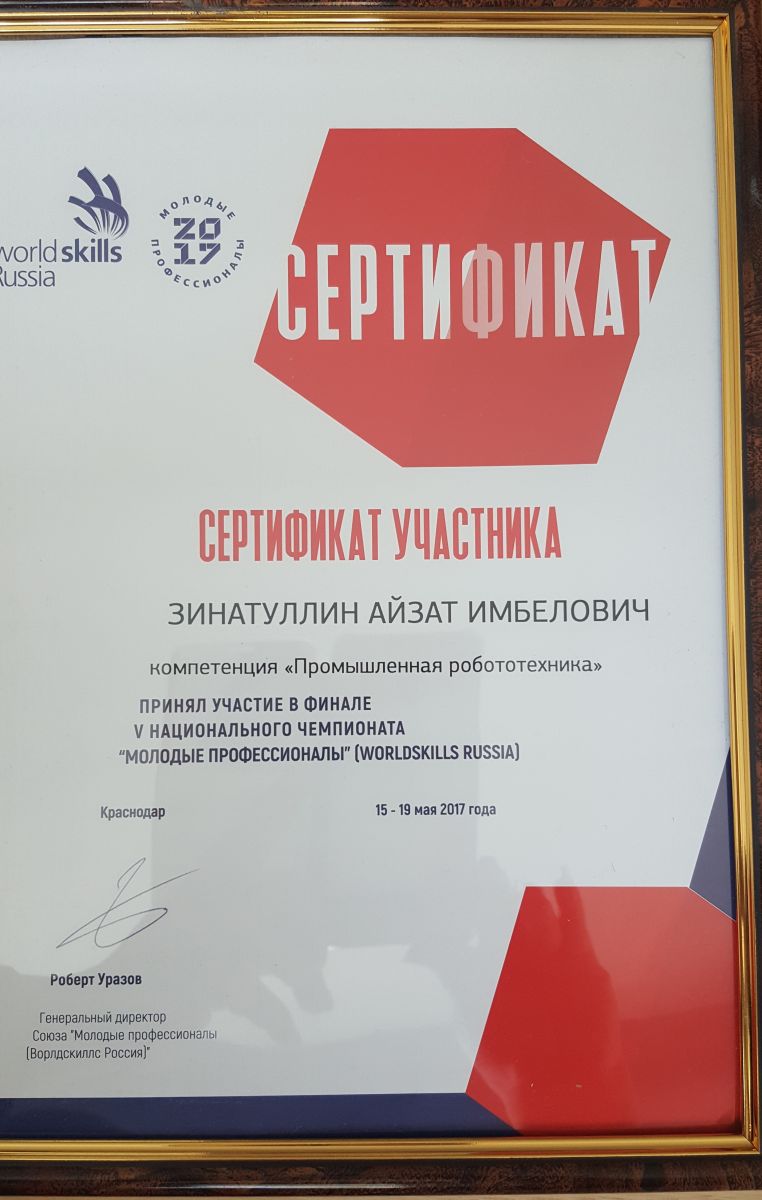 worldskills
Russia
МОЛОДЫЕ
2017
ПРОФЕССИОНАЛЫ
СЕРТИФИКАТ
СЕРТИФИКАТ УЧАСТНИКА
ЗИНАТУЛЛИН АЙЗАТ ИМБЕЛОВИЧ
компетенция «Промышленная робототехника»
ПРИНЯЛ УЧАСТИЕ В ФИНАЛЕ
V НАЦИОНАЛЬНОГО ЧЕМПИОНАТА
“МОЛОДЫЕ ПРОФЕССИОНАЛЫ” (WORLDSKILLS RUSSIA)
Краснодар 15 - 19 мая 2017 года
Роберт Уразов
Генеральный директор
Союза "Молодые профессионалы
(Ворлдскиллс Россия)"